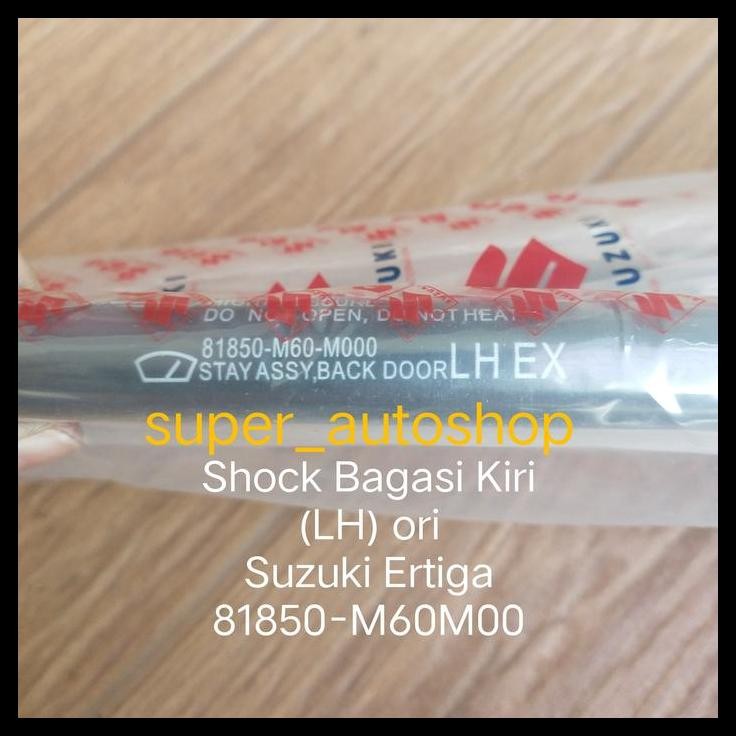 UZUKI
DO NOT OPEN, DO NOT HEAT
81850-M60-M000
STAY ASSY,BACK DOOR LH EX
super_autoshop
Shock Bagasi Kiri
(LH) ori
Suzuki Ertiga
81850-M60M00